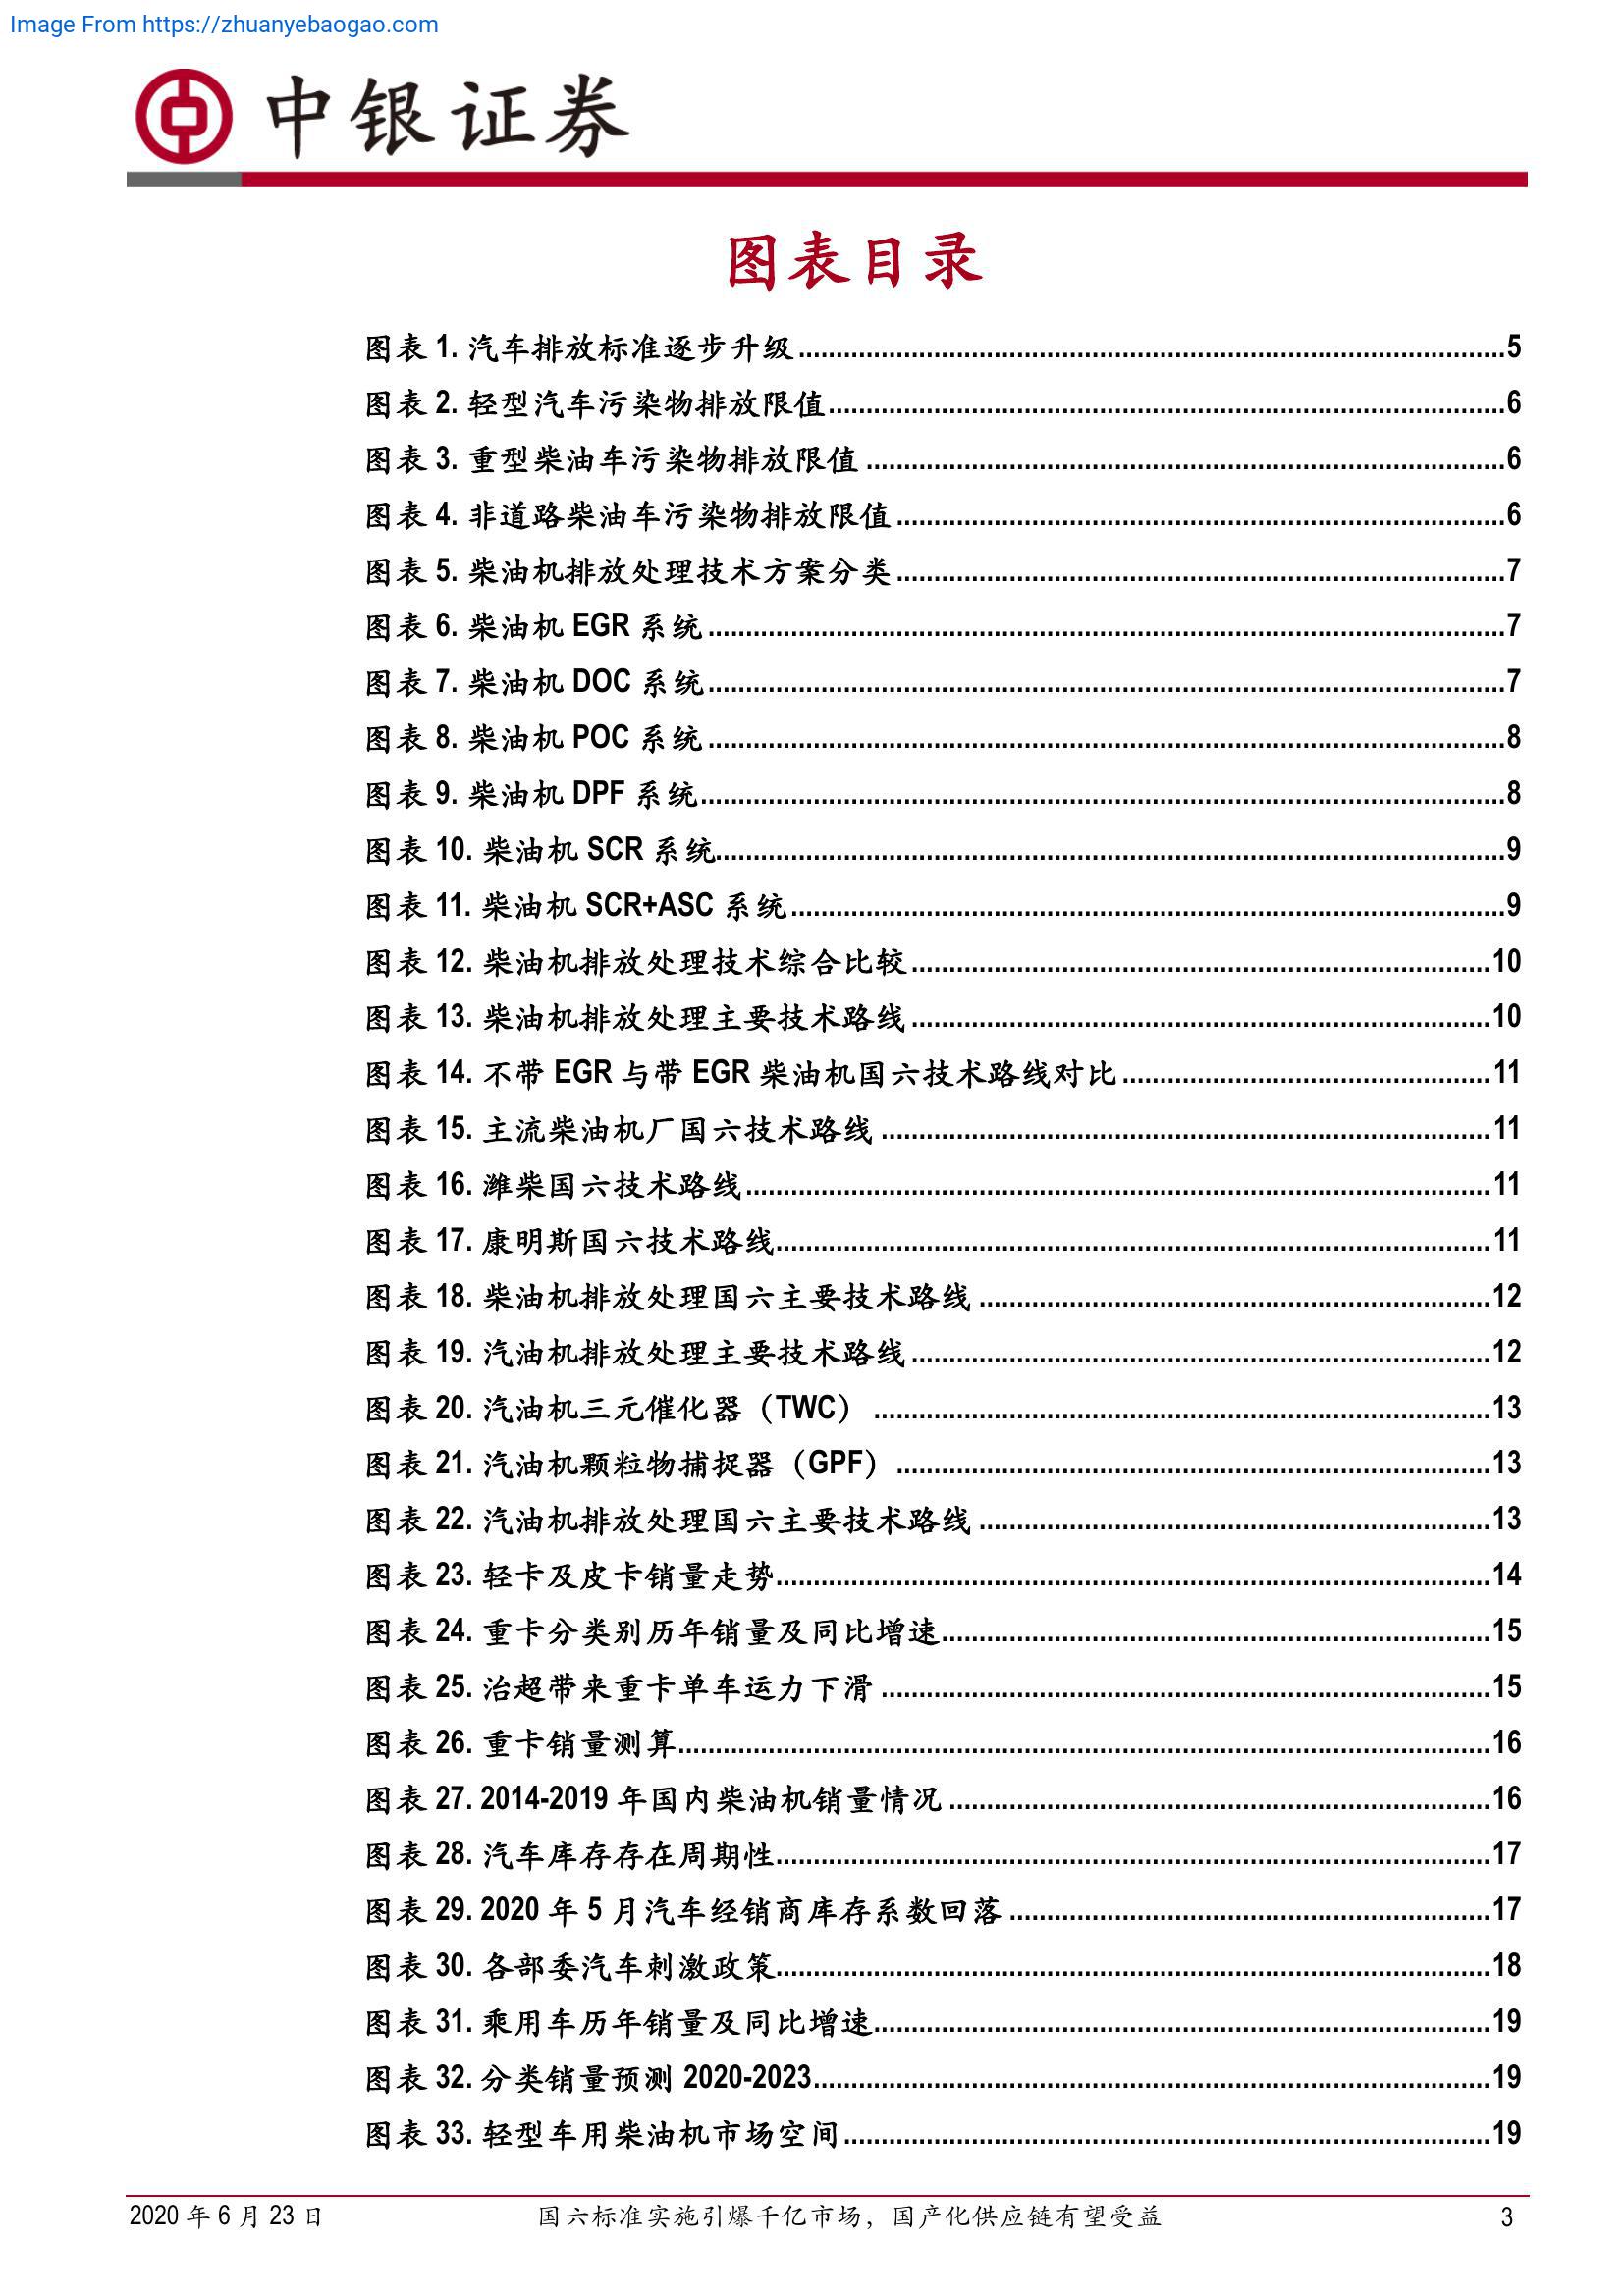 Image From https://zhuanyebaogao.com
中银证券
图表目录
图表 1. 汽车排放标准逐步升级........5
图表 2. 轻型汽车污染物排放限值........6
图表 3. 重型柴油车污染物排放限值........6
图表 4. 非道路柴油车污染物排放限值........6
图表 5. 柴油机排放处理技术方案分类........7
图表 6. 柴油机 EGR 系统........7
图表 7. 柴油机 DOC 系统........7
图表 8. 柴油机 POC 系统........8
图表 9. 柴油机 DPF 系统........8
图表 10. 柴油机 SCR 系统........9
图表 11. 柴油机 SCR+ASC 系统........9
图表 12. 柴油机排放处理技术综合比较........10
图表 13. 柴油机排放处理主要技术路线........10
图表 14. 不带 EGR 与带 EGR 柴油机国六技术路线对比........11
图表 15. 主流柴油机厂国六技术路线........11
图表 16. 潍柴国六技术路线........11
图表 17. 康明斯国六技术路线........11
图表 18. 柴油机排放处理国六主要技术路线........12
图表 19. 汽油机排放处理主要技术路线........12
图表 20. 汽油机三元催化器（TWC）........13
图表 21. 汽油机颗粒物捕捉器（GPF）........13
图表 22. 汽油机排放处理国六主要技术路线........13
图表 23. 轻卡及皮卡销量走势........14
图表 24. 重卡分类别历年销量及同比增速........15
图表 25. 治超带来重卡单车运力下滑........15
图表 26. 重卡销量测算........16
图表 27. 2014-2019 年国内柴油机销量情况........16
图表 28. 汽车库存存在周期性........17
图表 29. 2020 年 5 月汽车经销商库存系数回落........17
图表 30. 各部委汽车刺激政策........18
图表 31. 乘用车历年销量及同比增速........19
图表 32. 分类销量预测 2020-2023........19
图表 33. 轻型车用柴油机市场空间........19
2020 年 6 月 23 日 国六标准实施引爆千亿市场，国产化供应链有望受益 3